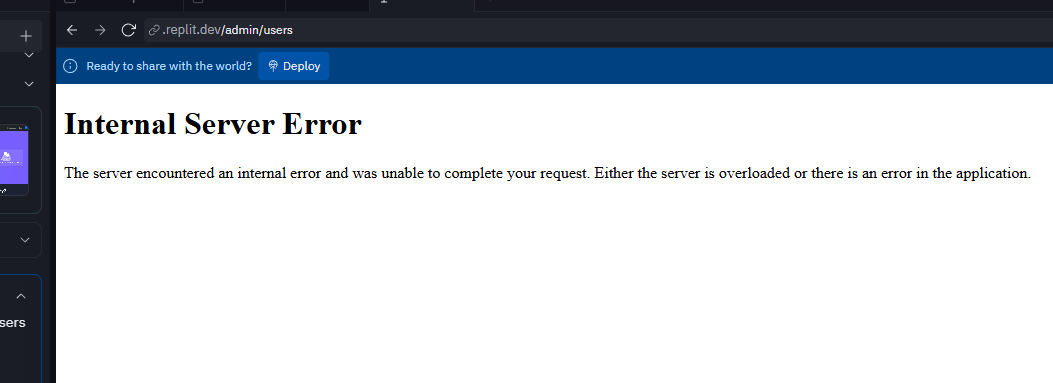 .replit.dev/admin/users
Ready to share with the world? Deploy
Internal Server Error
The server encountered an internal error and was unable to complete your request. Either the server is overloaded or there is an error in the application.
sers